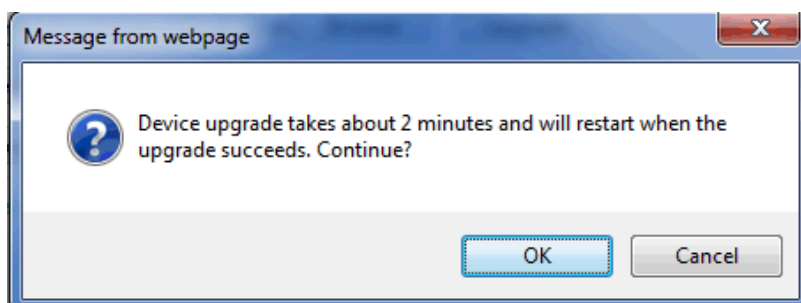 Message from webpage
Device upgrade takes about 2 minutes and will restart when the
upgrade succeeds. Continue?
OK
Cancel